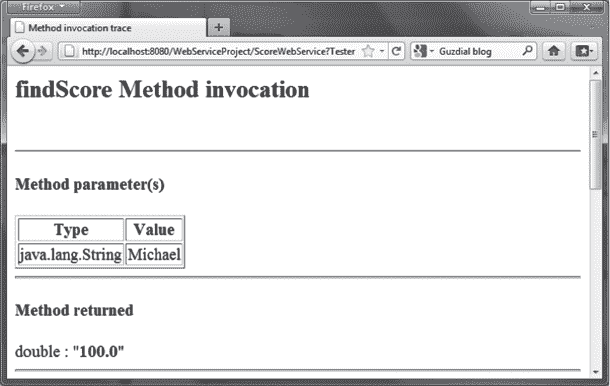 Firefox
Method invocation trace
http://localhost:8080/WebServiceProject/ScoreWebService?Tester
Guzdial blog
findScore Method invocation
Method parameter(s)
Type Value
java.lang.String Michael
Method returned
double : "100.0"